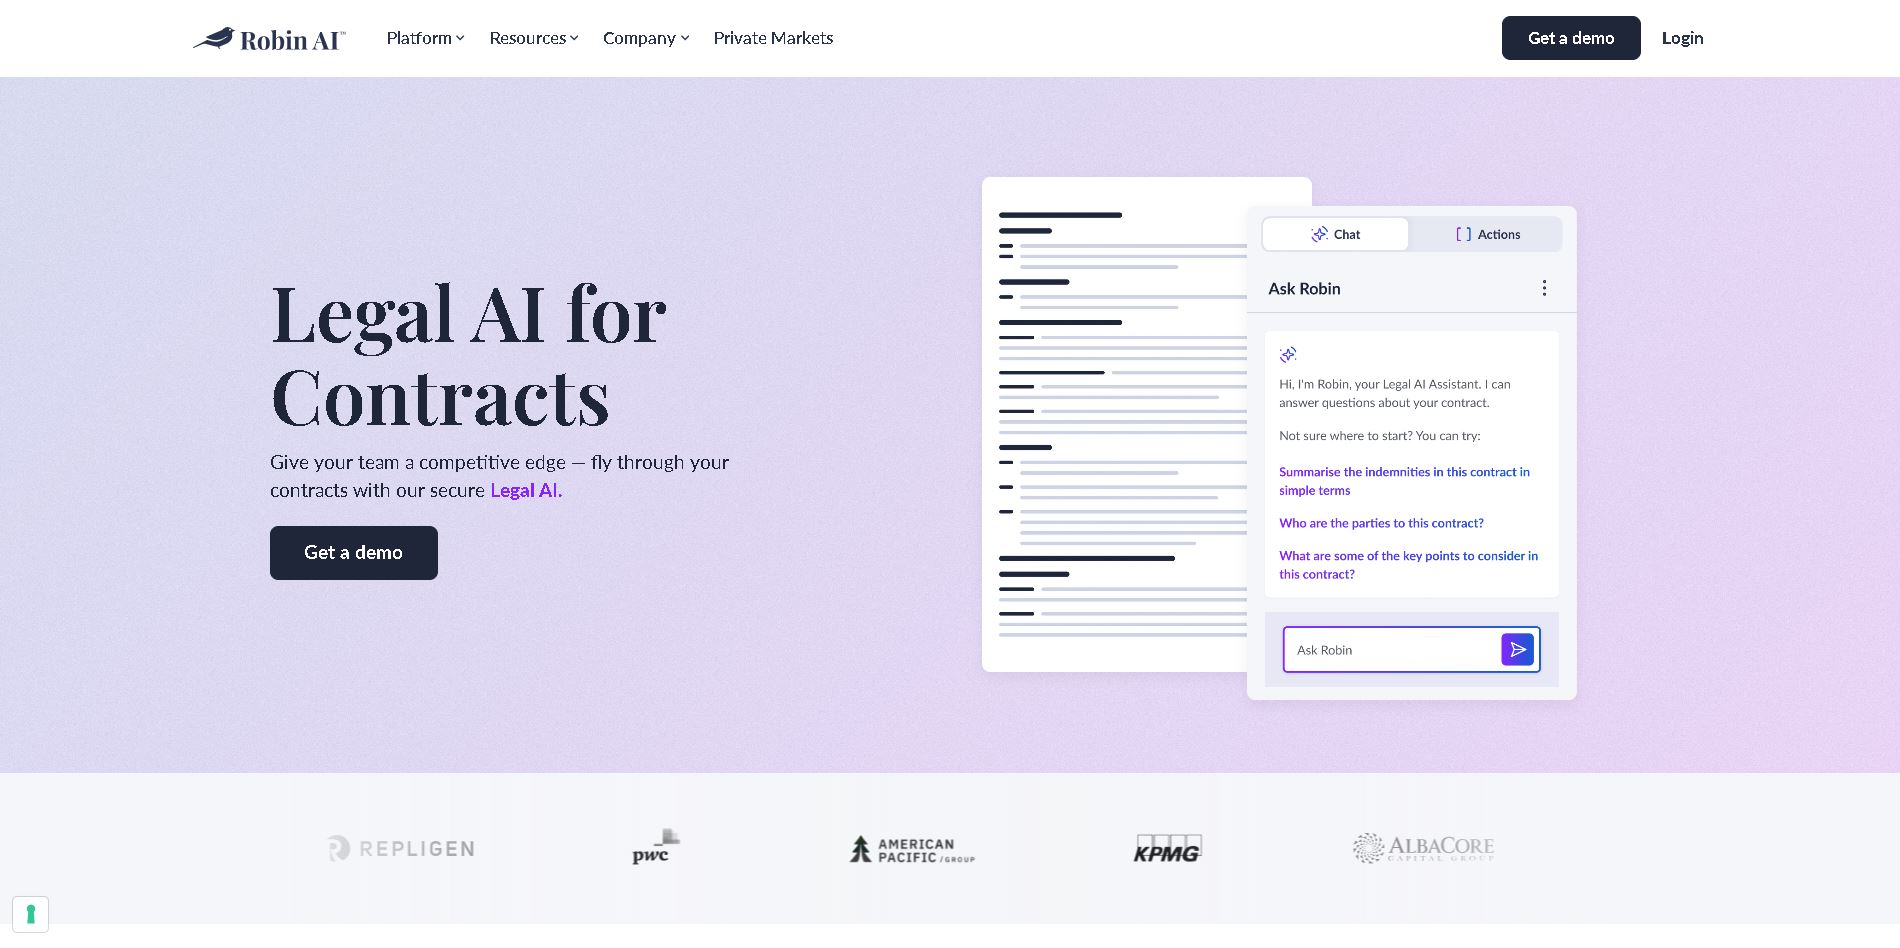 Robin AI™
Platform
Resources
Company
Private Markets
Get a demo
Login
Legal AI for
Contracts
Give your team a competitive edge — fly through your
contracts with our secure Legal AI.
Get a demo
Chat
Actions
Ask Robin
Hi, I'm Robin, your Legal AI Assistant. I can
answer questions about your contract.
Not sure where to start? You can try:
Summarise the indemnities in this contract in
simple terms
Who are the parties to this contract?
What are some of the key points to consider in
this contract?
Ask Robin
REPLIGEN
pwc
AMERICAN
PACIFIC /GROUP
KPMG
ALBACORE
CAPITAL GROUP